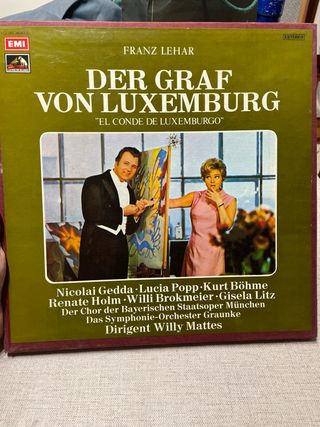 EMI
FRANZ LEHAR
DER GRAF
VON LUXEMBURG
"EL CONDE DE LUXEMBURGO"
Nicolai Gedda·Lucia Popp·Kurt Böhme
Renate Holm·Willi Brokmeier·Gisela Litz
Der Chor der Bayerischen Staatsoper München
Das Symphonie-Orchester Graunke
Dirigent Willy Mattes